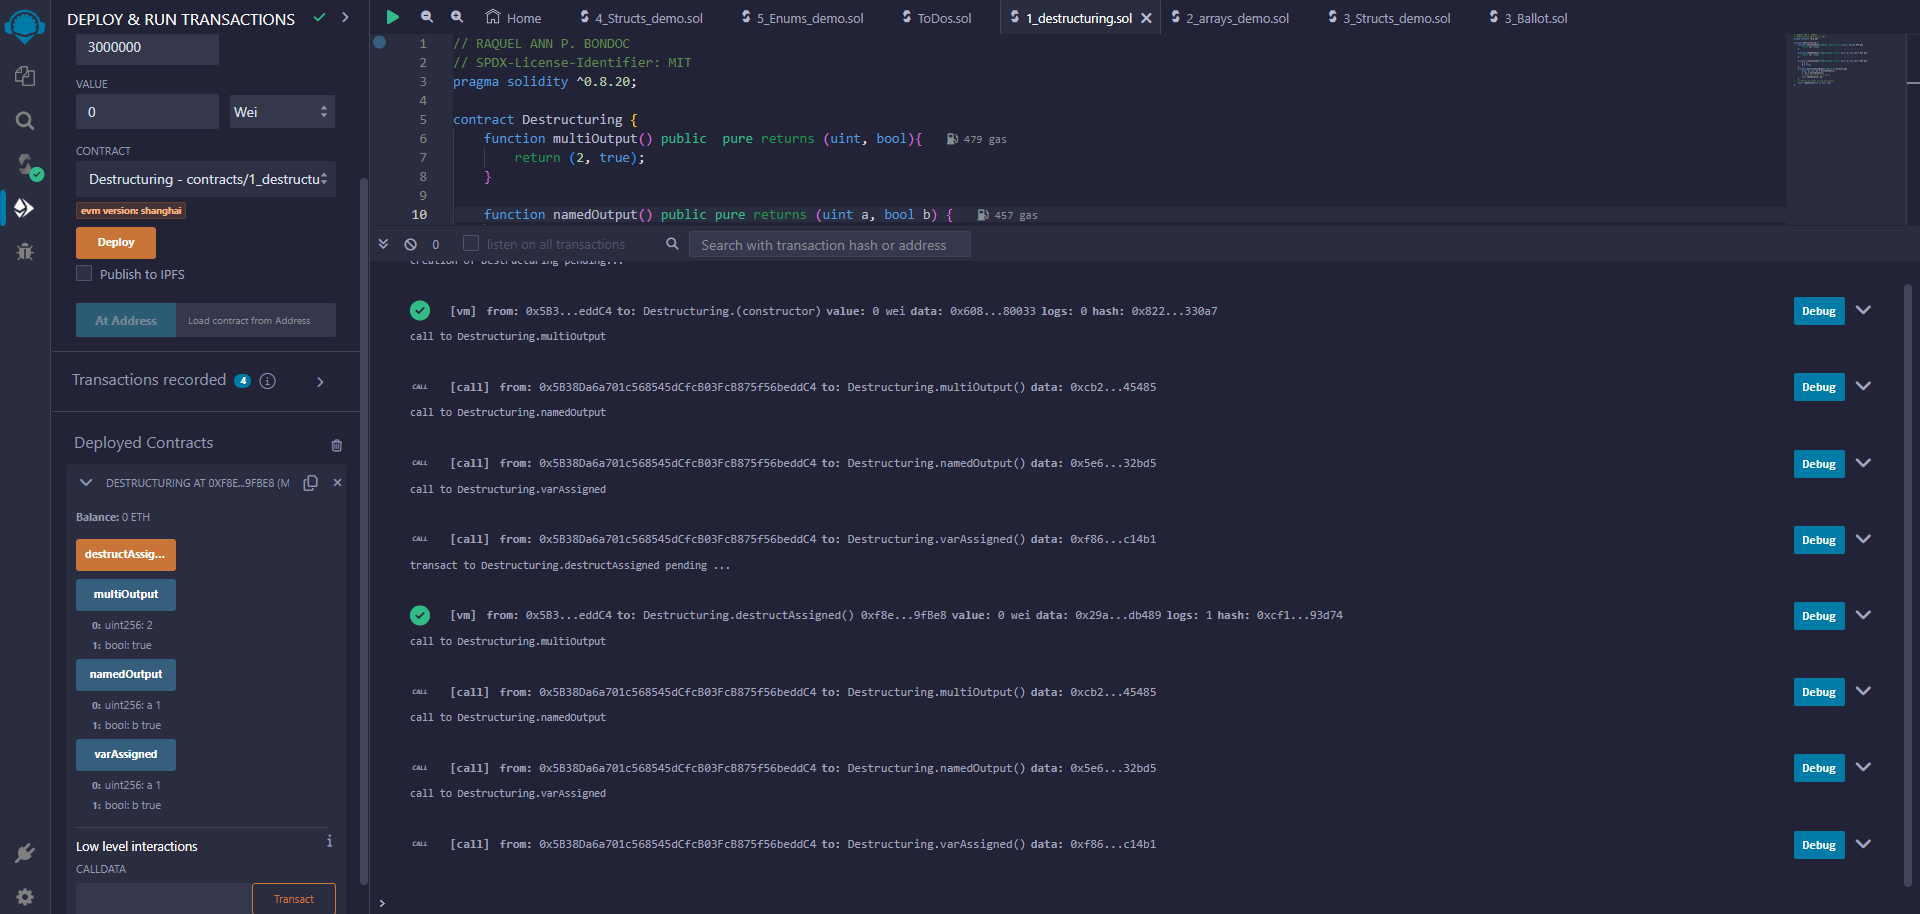 DEPLOY & RUN TRANSACTIONS
3000000
VALUE
0
Wei
CONTRACT
Destructuring - contracts/1_destructu
evm version: shanghai
Deploy
Publish to IPFS
At Address
Load contract from Address
Transactions recorded 4 i
Deployed Contracts
DESTRUCTURING AT 0XF8E...9FBE8 (M
Balance: 0 ETH
destructAssig...
multiOutput
0: uint256: 2
1: bool: true
namedOutput
0: uint256: a 1
1: bool: b true
varAssigned
0: uint256: a 1
1: bool: b true
Low level interactions
i
CALLDATA
Transact
Home
4_Structs_demo.sol
5_Enums_demo.sol
ToDos.sol
1_destructuring.sol
2_arrays_demo.sol
3_Structs_demo.sol
3_Ballot.sol
1 // RAQUEL ANN P. BONDOC
2 // SPDX-License-Identifier: MIT
3 pragma solidity ^0.8.20;
4
5 contract Destructuring {
6 function multiOutput() public  pure returns (uint, bool){ 479 gas
7 return (2, true);
8 }
9
10 function namedOutput() public pure returns (uint a, bool b) { 457 gas
0
listen on all transactions
Search with transaction hash or address
creation of Destructuring pending...
[vm] from: 0x5B3...eddC4 to: Destructuring.(constructor) value: 0 wei data: 0x608...80033 logs: 0 hash: 0x822...330a7
Debug
call to Destructuring.multiOutput
CALL [call] from: 0x5B38Da6a701c568545dCfcB03FcB875f56beddC4 to: Destructuring.multiOutput() data: 0xcb2...45485
Debug
call to Destructuring.namedOutput
CALL [call] from: 0x5B38Da6a701c568545dCfcB03FcB875f56beddC4 to: Destructuring.namedOutput() data: 0x5e6...32bd5
Debug
call to Destructuring.varAssigned
CALL [call] from: 0x5B38Da6a701c568545dCfcB03FcB875f56beddC4 to: Destructuring.varAssigned() data: 0xf86...c14b1
Debug
transact to Destructuring.destructAssigned pending ...
[vm] from: 0x5B3...eddC4 to: Destructuring.destructAssigned() 0xf8e...9fBe8 value: 0 wei data: 0x29a...db489 logs: 1 hash: 0xcf1...93d74
Debug
call to Destructuring.multiOutput
CALL [call] from: 0x5B38Da6a701c568545dCfcB03FcB875f56beddC4 to: Destructuring.multiOutput() data: 0xcb2...45485
Debug
call to Destructuring.namedOutput
CALL [call] from: 0x5B38Da6a701c568545dCfcB03FcB875f56beddC4 to: Destructuring.namedOutput() data: 0x5e6...32bd5
Debug
call to Destructuring.varAssigned
CALL [call] from: 0x5B38Da6a701c568545dCfcB03FcB875f56beddC4 to: Destructuring.varAssigned() data: 0xf86...c14b1
Debug
>